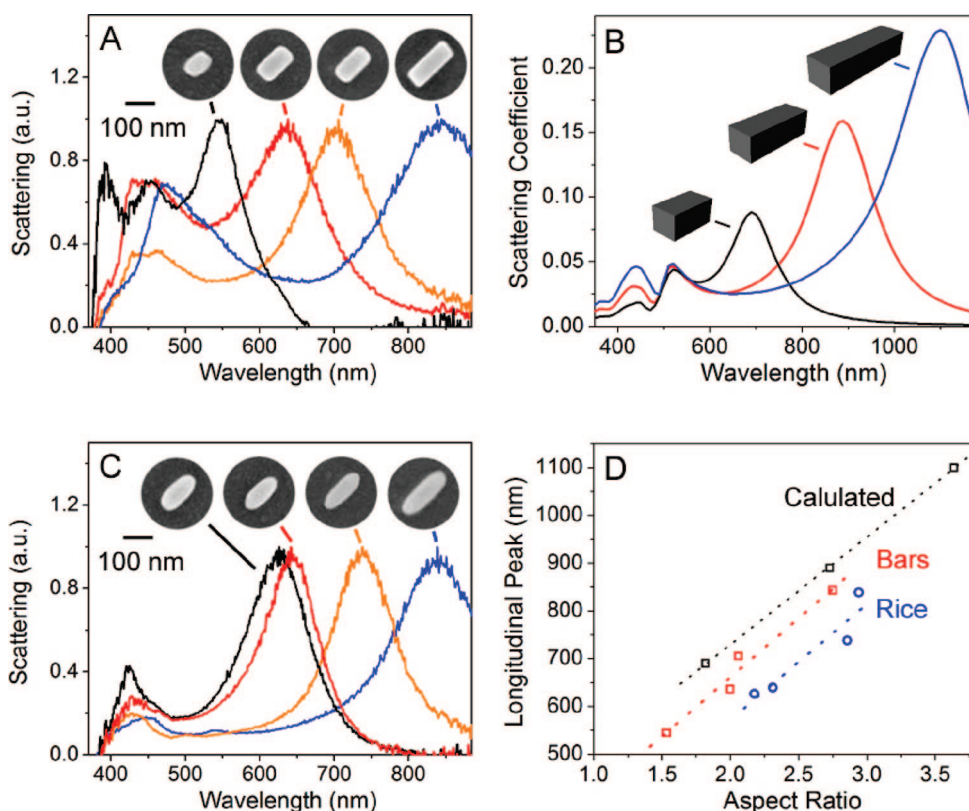 A
1.2
0.8
0.4
0.0
Scattering (a.u.)
100 nm
400 500 600 700 800
Wavelength (nm)
B
0.20
0.15
0.10
0.05
0.00
Scattering Coefficient
400 600 800 1000
Wavelength (nm)
C
1.2
0.8
0.4
0.0
Scattering (a.u.)
100 nm
400 500 600 700 800
Wavelength (nm)
D
1100
1000
900
800
700
600
500
Longitudinal Peak (nm)
Calulated
Bars
Rice
1.0 1.5 2.0 2.5 3.0 3.5
Aspect Ratio